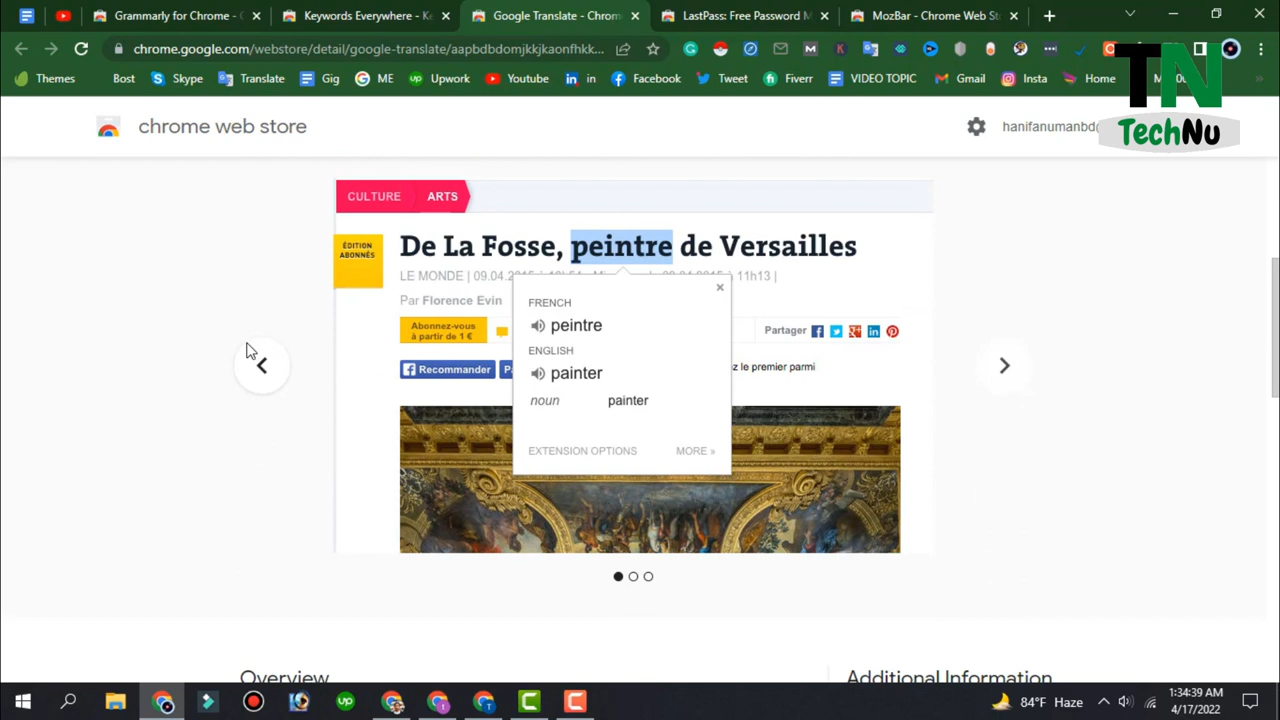 Grammarly for Chrome - Keywords Everywhere - Ke Google Translate - Chrom LastPass: Free Password M MozBar - Chrome Web St
chrome.google.com/webstore/detail/google-translate/aapbdbdomjkkjkaonfhkk...
Themes Bost Skype Translate Gig ME Upwork Youtube in Facebook Tweet Fiverr VIDEO TOPIC Gmail Insta Home
TN
TechNu
chrome web store
hanifanumanbd@
CULTURE ARTS
ÉDITION
ABONNÉS
De La Fosse, peintre de Versailles
LE MONDE | 09.04. 11h13 |
Par Florence Evin
Abonnez-vous
à partir de 1 €
Partager
Recommander
le premier parmi
FRENCH
peintre
ENGLISH
painter
noun painter
EXTENSION OPTIONS MORE »
Overview
Additional Information
84°F Haze
1:34:39 AM
4/17/2022